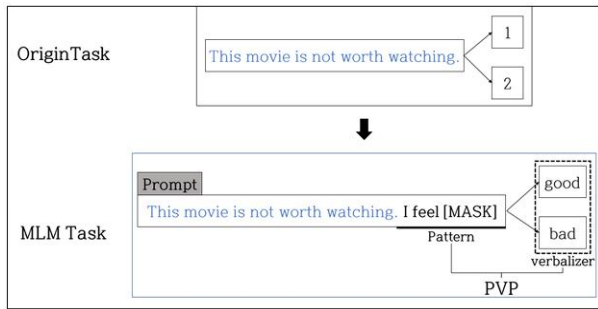 OriginTask
This movie is not worth watching.
1
2
MLM Task
Prompt
This movie is not worth watching. I feel [MASK]
Pattern
good
bad
verbalizer
PVP